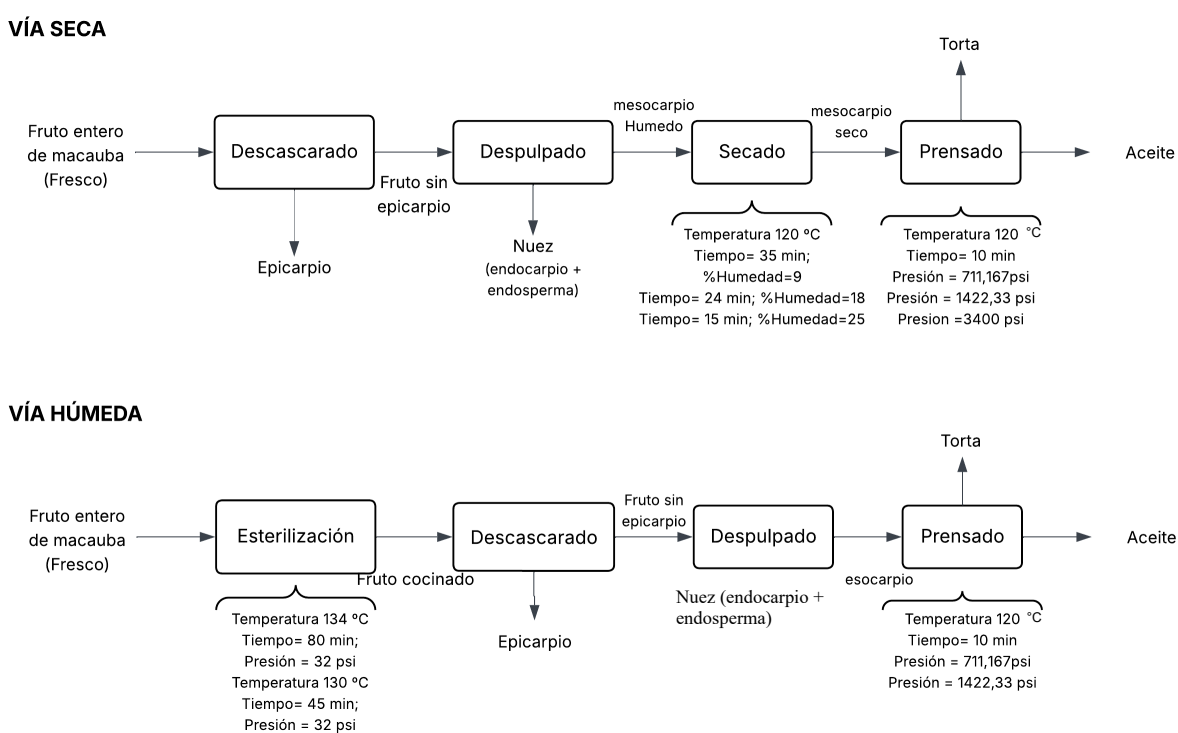 VÍA SECA
Torta
mesocarpio
Humedo
mesocarpio
seco
Fruto entero
de macauba
(Fresco)
Descascarado
Despulpado
Secado
Prensado
Aceite
Fruto sin
epicarpio
Epicarpio
Nuez
(endocarpio +
endosperma)
Temperatura 120 ºC
Tiempo= 35 min;
%Humedad=9
Tiempo= 24 min; %Humedad=18
Tiempo= 15 min; %Humedad=25
Temperatura 120 °C
Tiempo= 10 min
Presión = 711,167psi
Presión = 1422,33 psi
Presion =3400 psi
VÍA HÚMEDA
Torta
Fruto sin
epicarpio
Fruto entero
de macauba
(Fresco)
Esterilización
Descascarado
Despulpado
Prensado
Aceite
Fruto cocinado
esocarpio
Nuez (endocarpio +
endosperma)
Epicarpio
Temperatura 134 ºC
Tiempo= 80 min;
Presión = 32 psi
Temperatura 130 ºC
Tiempo= 45 min;
Presión = 32 psi
Temperatura 120 °C
Tiempo= 10 min
Presión = 711,167psi
Presión = 1422,33 psi